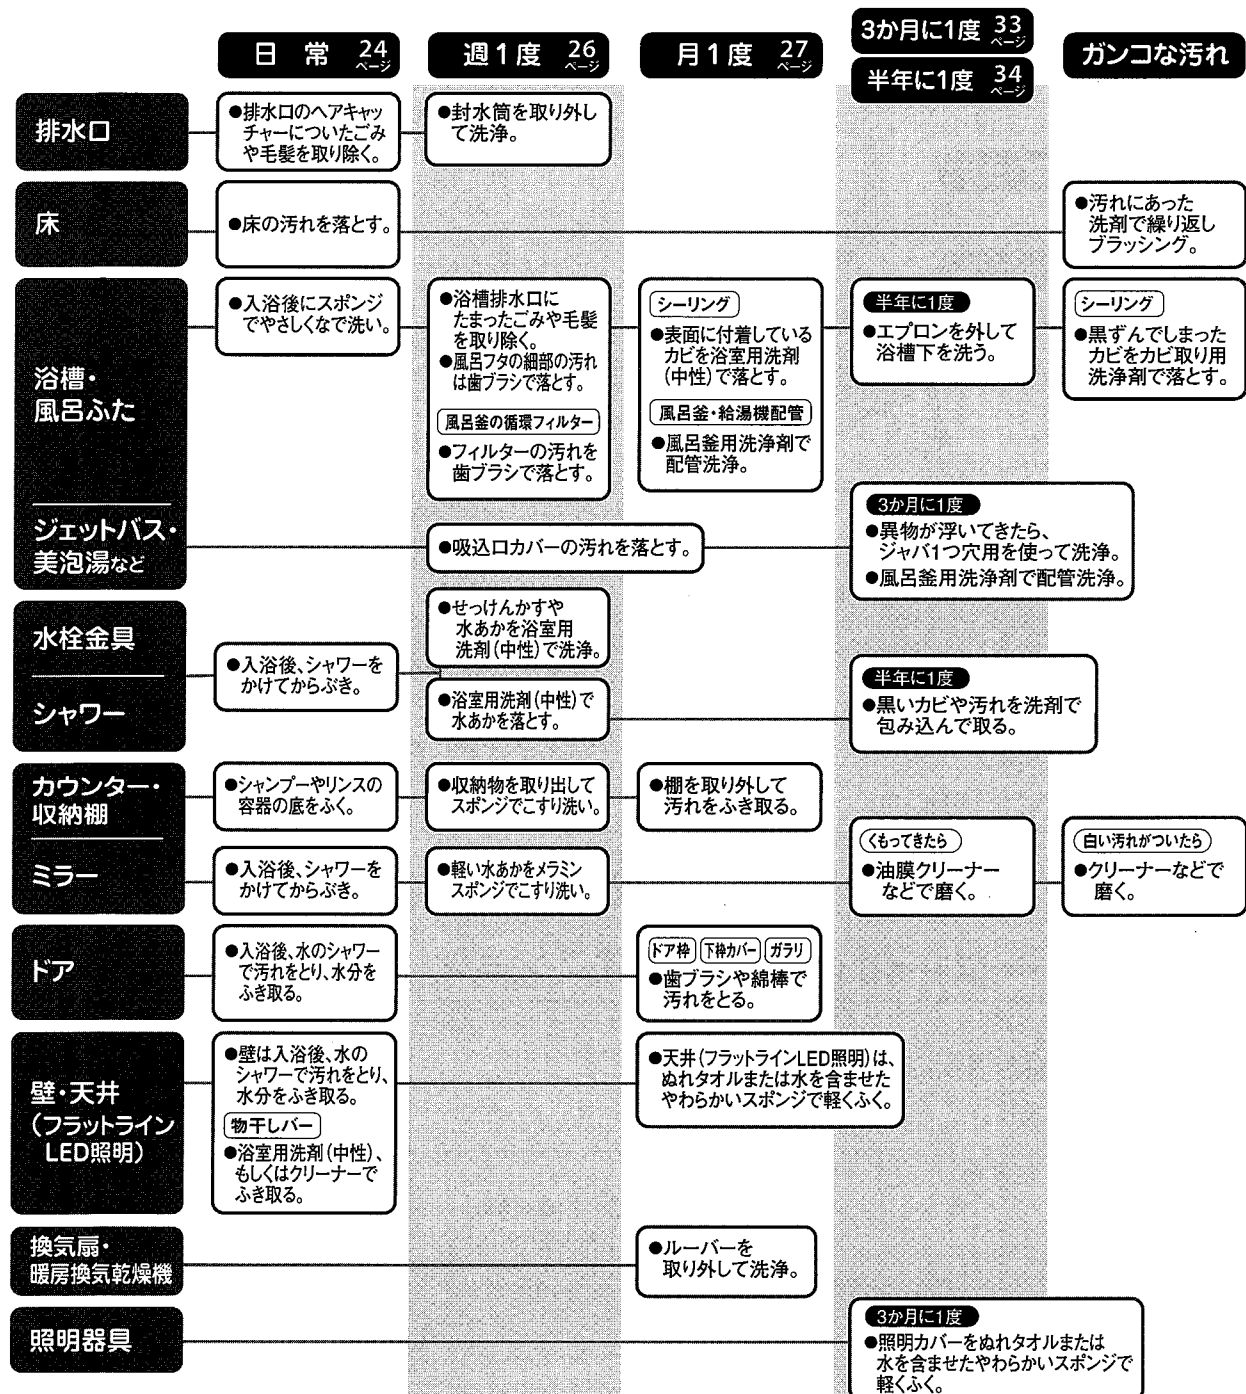 日常 24ページ
週1度 26ページ
月1度 27ページ
3か月に1度 33ページ
半年に1度 34ページ
ガンコな汚れ
排水口
●排水口のヘアキャッ
チャーについたごみ
や毛髪を取り除く。
●封水筒を取り外し
て洗浄。
床
●床の汚れを落とす。
●汚れにあった
洗剤で繰り返し
ブラッシング。
浴槽・
風呂ふた
●入浴後にスポンジ
でやさしくなで洗い。
●浴槽排水口に
たまったごみや毛髪
を取り除く。
●風呂フタの細部の汚れ
は歯ブラシで落とす。
風呂釜の循環フィルター
●フィルターの汚れを
歯ブラシで落とす。
シーリング
●表面に付着している
カビを浴室用洗剤
(中性)で落とす。
風呂釜・給湯機配管
●風呂釜用洗浄剤で
配管洗浄。
半年に1度
●エプロンを外して
浴槽下を洗う。
シーリング
●黒ずんでしまった
カビをカビ取り用
洗浄剤で落とす。
ジェットバス・
美泡湯など
●吸込口カバーの汚れを落とす。
3か月に1度
●異物が浮いてきたら、
ジャバ1つ穴用を使って洗浄。
●風呂釜用洗浄剤で配管洗浄。
水栓金具
シャワー
●入浴後、シャワーを
かけてからぶき。
●せっけんかすや
水あかを浴室用
洗剤(中性)で洗浄。
●浴室用洗剤(中性)で
水あかを落とす。
半年に1度
●黒いカビや汚れを洗剤で
包み込んで取る。
カウンター・
収納棚
●シャンプーやリンスの
容器の底をふく。
●収納物を取り出して
スポンジでこすり洗い。
●棚を取り外して
汚れをふき取る。
ミラー
●入浴後、シャワーを
かけてからぶき。
●軽い水あかをメラミン
スポンジでこすり洗い。
くもってきたら
●油膜クリーナー
などで磨く。
白い汚れがついたら
●クリーナーなどで
磨く。
ドア
●入浴後、水のシャワー
で汚れをとり、水分を
ふき取る。
ドア枠 下枠カバー ガラリ
●歯ブラシや綿棒で
汚れをとる。
壁・天井
(フラットライン
LED照明)
●壁は入浴後、水の
シャワーで汚れをとり、
水分をふき取る。
物干しバー
●浴室用洗剤(中性)、
もしくはクリーナーで
ふき取る。
●天井(フラットラインLED照明)は、
ぬれタオルまたは水を含ませた
やわらかいスポンジで軽くふく。
換気扇・
暖房換気乾燥機
●ルーバーを
取り外して洗浄。
照明器具
3か月に1度
●照明カバーをぬれタオルまたは
水を含ませたやわらかいスポンジで
軽くふく。